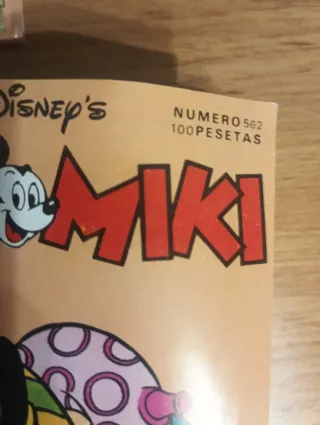 DISNEY'S
NUMERO 562
100 PESETAS
MIKI